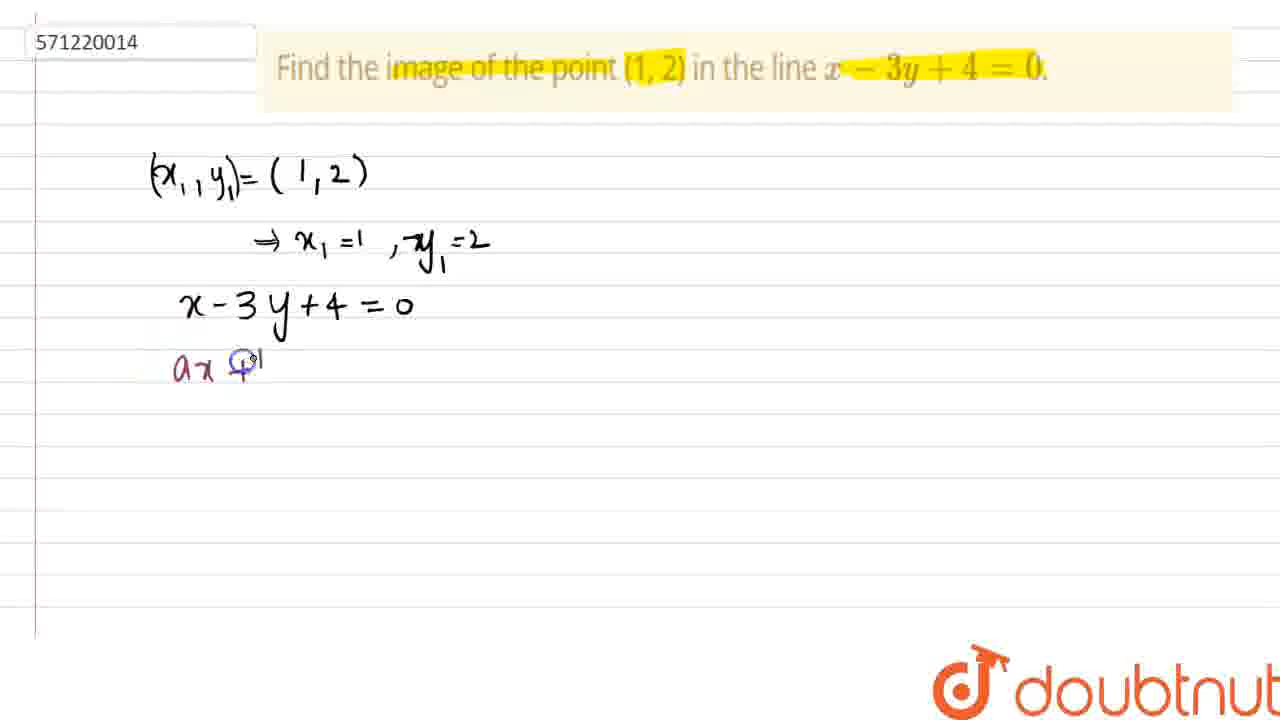 571220014
Find the image of the point (1, 2) in the line x − 3y + 4 = 0.
(x₁, y₁) = (1, 2)
⇒ x₁ = 1, y₁ = 2
x − 3y + 4 = 0
ax +
doubtnut